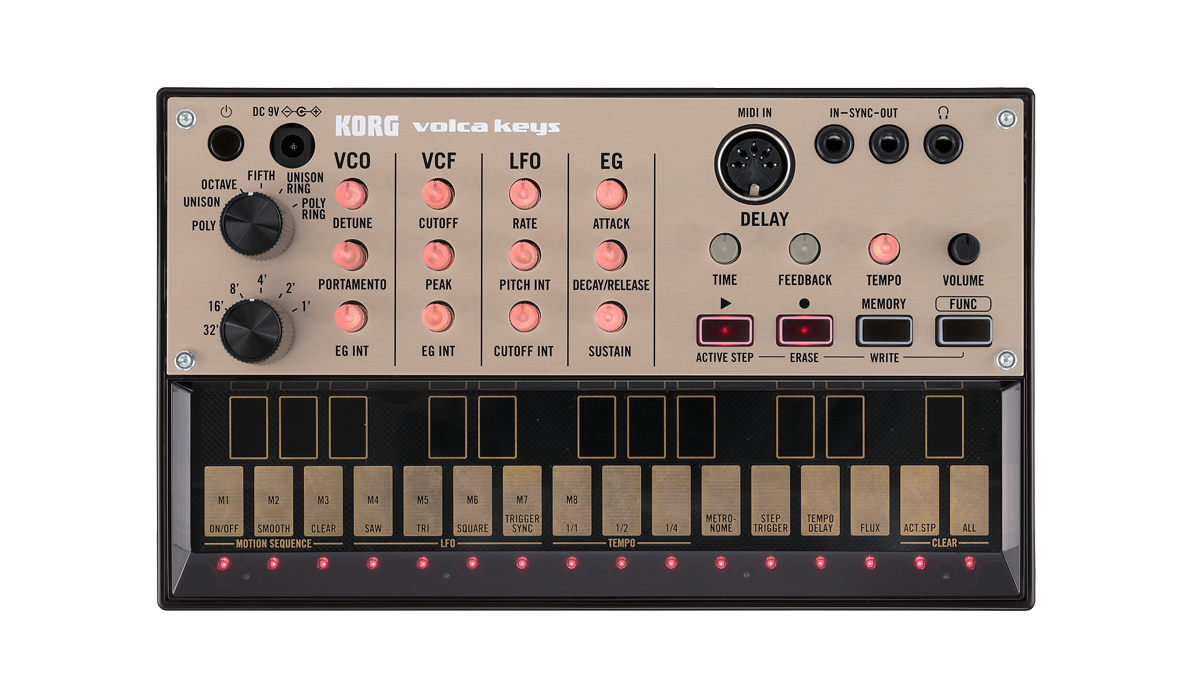 DC 9V
MIDI IN
IN–SYNC–OUT
KORG volca keys
VCO
VCF
LFO
EG
FIFTH
OCTAVE
UNISON
RING
UNISON
POLY
RING
POLY
DETUNE
CUTOFF
RATE
ATTACK
DELAY
PORTAMENTO
PEAK
PITCH INT
DECAY/RELEASE
TIME
FEEDBACK
TEMPO
VOLUME
4'
8'
2'
16'
1'
32'
MEMORY
FUNC
EG INT
EG INT
CUTOFF INT
SUSTAIN
ACTIVE STEP
ERASE
WRITE
M1
M2
M3
M4
M5
M6
M7
M8
ON/OFF
SMOOTH
CLEAR
SAW
TRI
SQUARE
TRIGGER
SYNC
1/1
1/2
1/4
METRO-
NOME
STEP
TRIGGER
TEMPO
DELAY
FLUX
ACT.STP
ALL
MOTION SEQUENCE
LFO
TEMPO
CLEAR